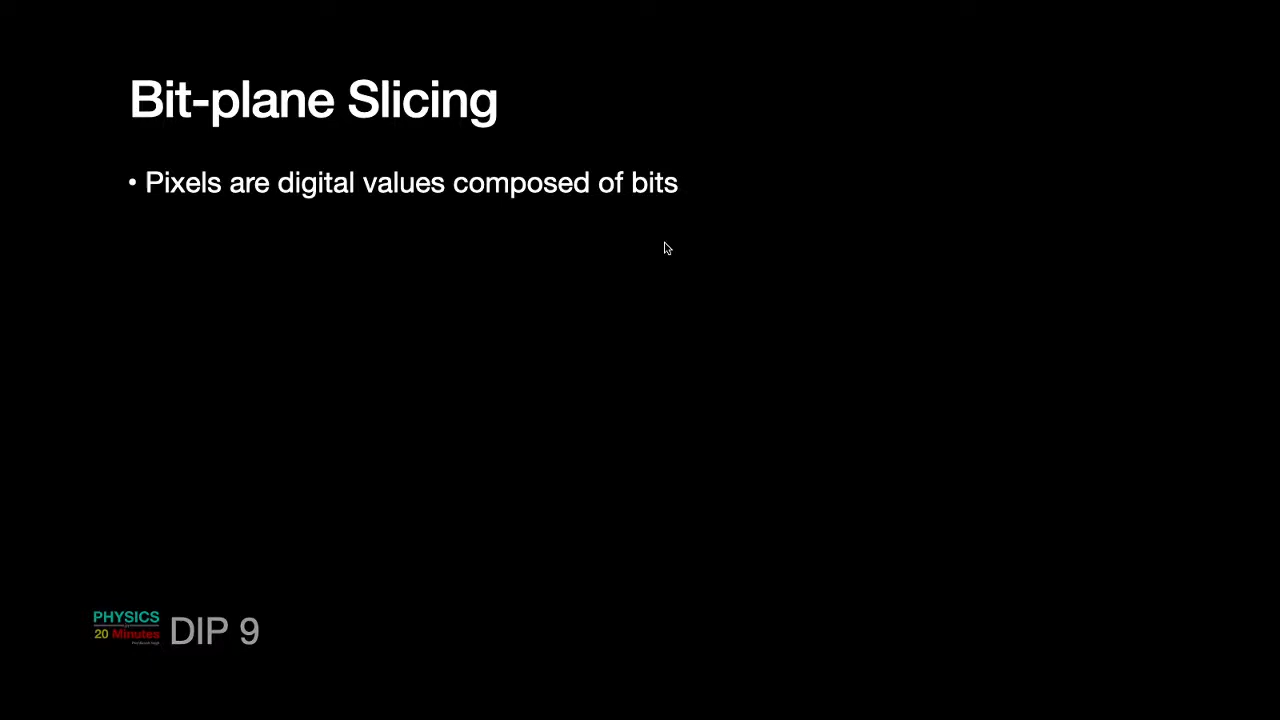 Bit-plane Slicing
• Pixels are digital values composed of bits
PHYSICS
20 Minutes
DIP 9